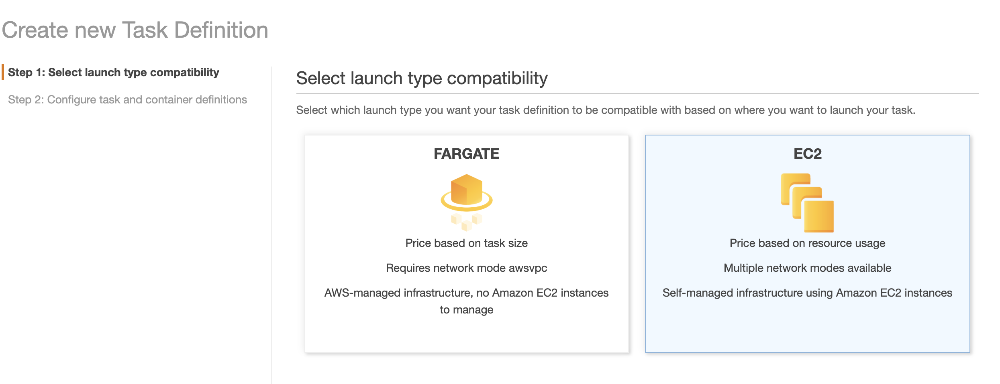 Create new Task Definition
Step 1: Select launch type compatibility
Step 2: Configure task and container definitions
Select launch type compatibility
Select which launch type you want your task definition to be compatible with based on where you want to launch your task.
FARGATE
Price based on task size
Requires network mode awsvpc
AWS-managed infrastructure, no Amazon EC2 instances
to manage
EC2
Price based on resource usage
Multiple network modes available
Self-managed infrastructure using Amazon EC2 instances